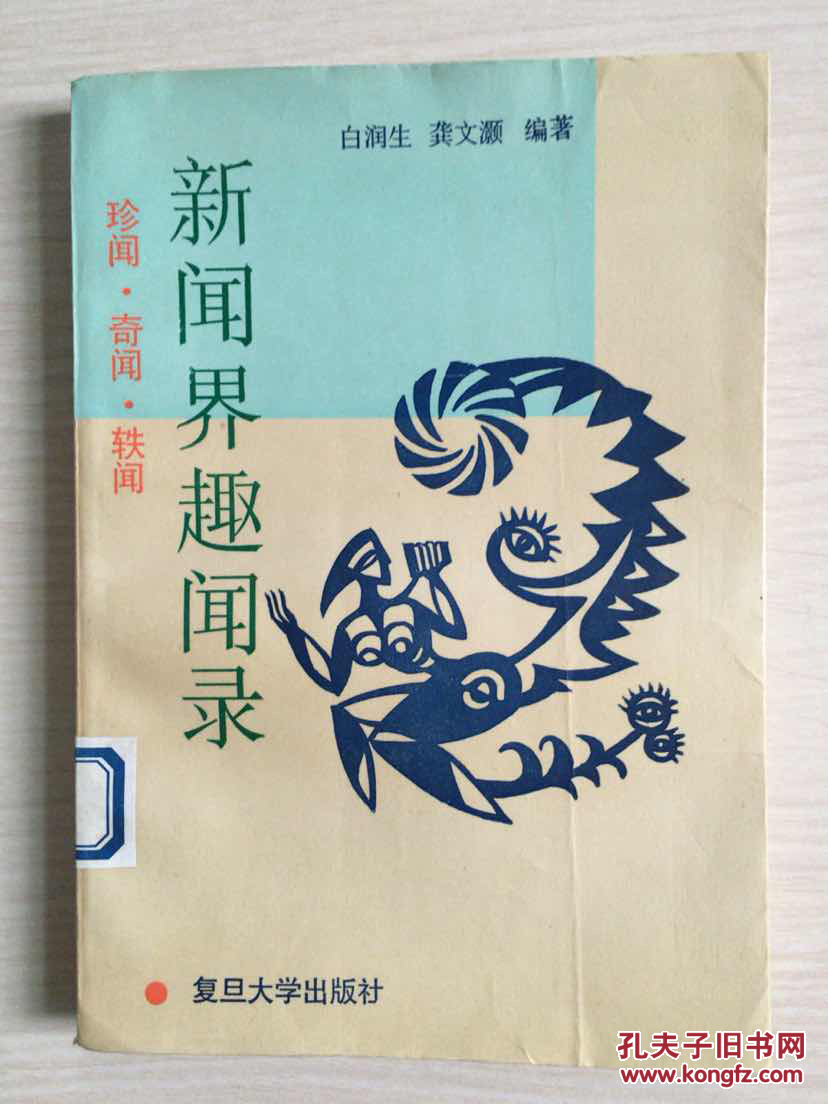 白润生 龚文灏 编著
新闻界趣闻录
珍闻·奇闻·轶闻
复旦大学出版社
孔夫子旧书网
www.kongfz.com